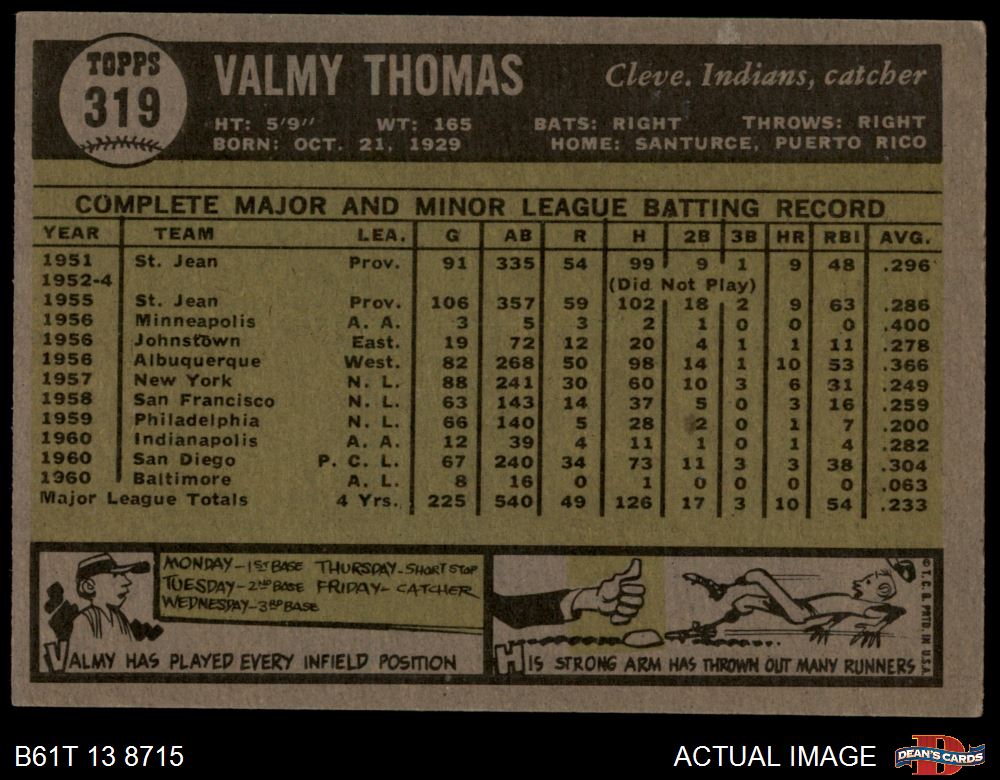 TOPPS
319
VALMY THOMAS
Cleve. Indians, catcher
HT: 5'9" WT: 165 BATS: RIGHT THROWS: RIGHT
BORN: OCT. 21, 1929 HOME: SANTURCE, PUERTO RICO
COMPLETE MAJOR AND MINOR LEAGUE BATTING RECORD
YEAR TEAM LEA. G AB R H 2B 3B HR RBI AVG.
1951 St. Jean Prov. 91 335 54 99 9 1 9 48 .296
1952-4 (Did Not Play)
1955 St. Jean Prov. 106 357 59 102 18 2 9 63 .286
1956 Minneapolis A. A. 3 5 3 2 1 0 0 0 .400
1956 Johnstown East. 19 72 12 20 4 1 1 11 .278
1956 Albuquerque West. 82 268 50 98 14 1 10 53 .366
1957 New York N. L. 88 241 30 60 10 3 6 31 .249
1958 San Francisco N. L. 63 143 14 37 5 0 3 16 .259
1959 Philadelphia N. L. 66 140 5 28 2 0 1 7 .200
1960 Indianapolis A. A. 12 39 4 11 1 0 1 4 .282
1960 San Diego P. C. L. 67 240 34 73 11 3 3 38 .304
1960 Baltimore A. L. 8 16 0 1 0 0 0 0 .063
Major League Totals 4 Yrs. 225 540 49 126 17 3 10 54 .233
MONDAY-1ST BASE THURSDAY-SHORT STOP
TUESDAY-2ND BASE FRIDAY-CATCHER
WEDNESDAY-3RD BASE
VALMY HAS PLAYED EVERY INFIELD POSITION
HIS STRONG ARM HAS THROWN OUT MANY RUNNERS
© T. C. G. PRTD. IN U.S.A.
B61T 13 8715
ACTUAL IMAGE
DEAN'S CARDS